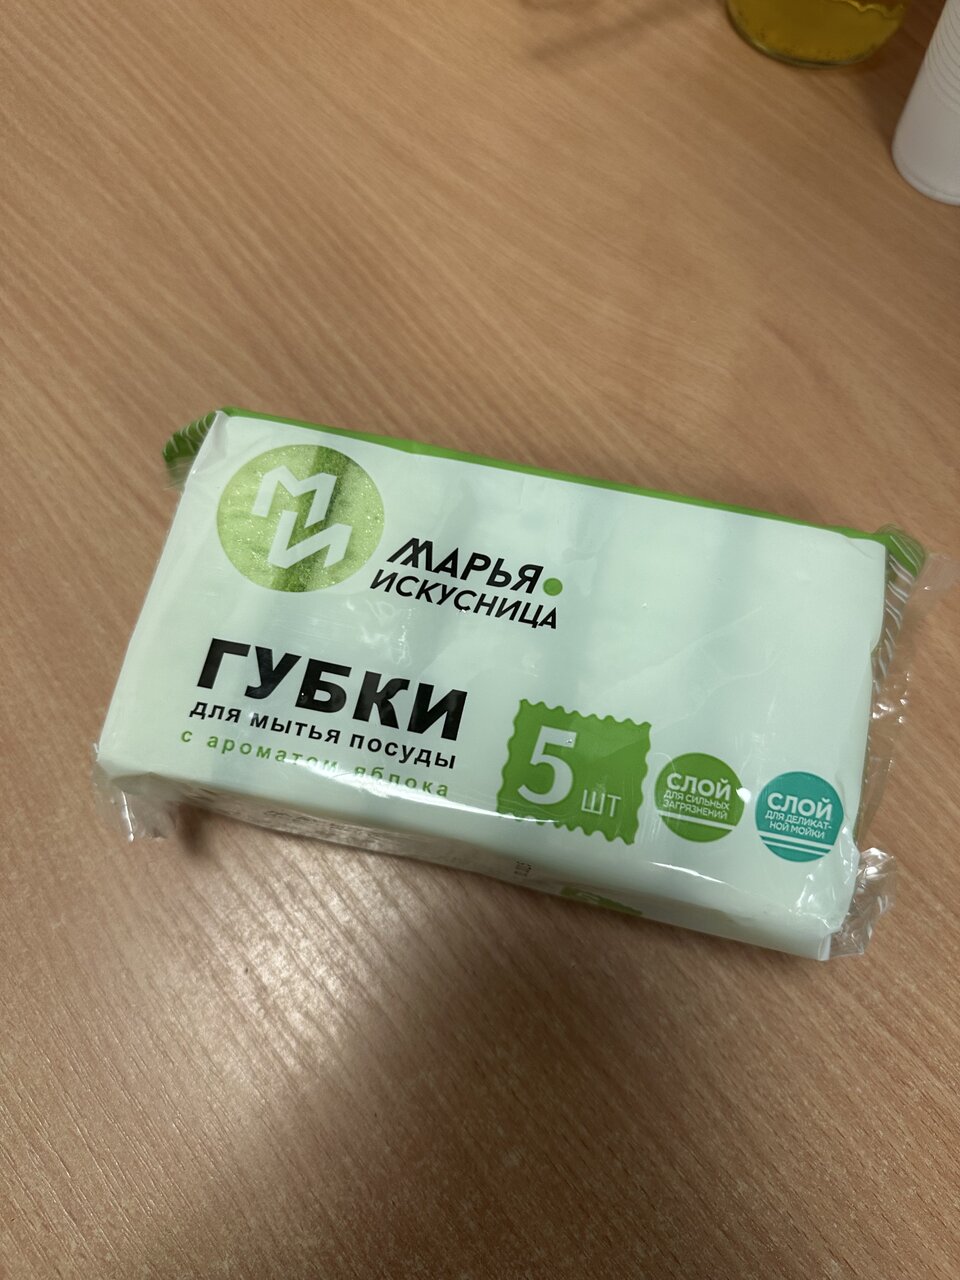 МИ
МАРЬЯ.
ИСКУСНИЦА
ГУБКИ
для мытья посуды
с ароматом яблока
5 шт
СЛОЙ
ДЛЯ СИЛЬНЫХ
ЗАГРЯЗНЕНИЙ
СЛОЙ
ДЛЯ ДЕЛИКАТ-
НОЙ МОЙКИ